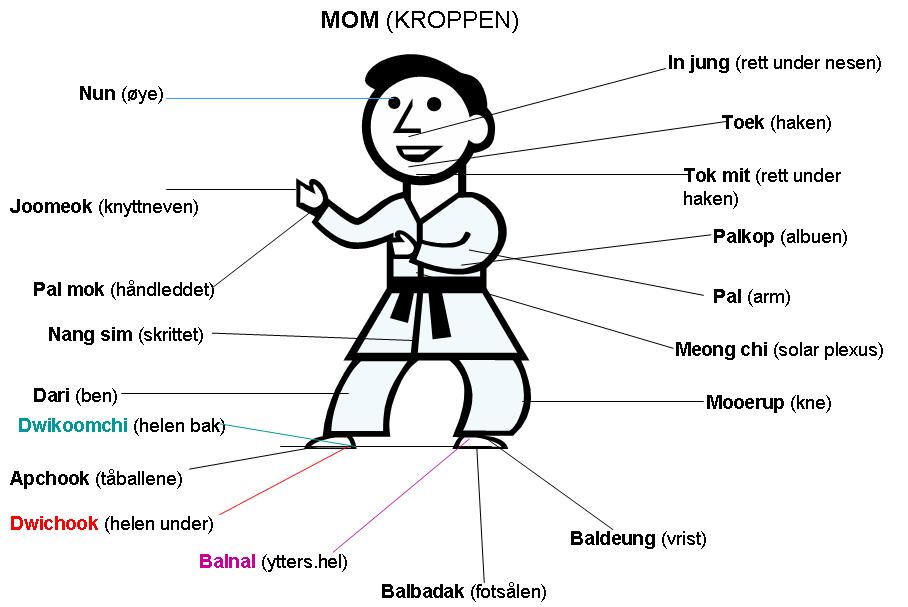 MOM (KROPPEN)
In jung (rett under nesen)
Nun (øye)
Toek (haken)
Tok mit (rett under
haken)
Joomeok (knyttneven)
Palkop (albuen)
Pal mok (håndleddet)
Pal (arm)
Nang sim (skrittet)
Meong chi (solar plexus)
Dari (ben)
Mooerup (kne)
Dwikoomchi (helen bak)
Apchook (tåballene)
Dwichook (helen under)
Baldeung (vrist)
Balnal (ytters.hel)
Balbadak (fotsålen)